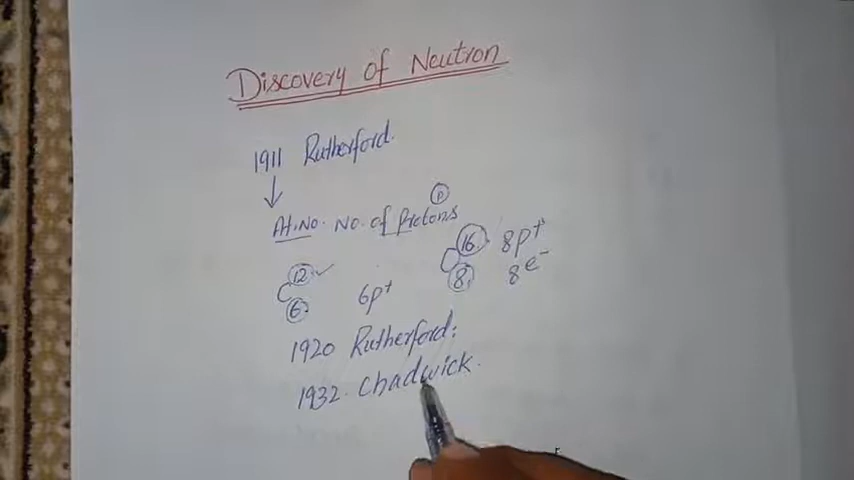 Discovery of Neutron
1911 Rutherford.
↓
At.No. No. of Protons p
C 12 6 ✓ 6p+
C 16 8 8p+ 8e-
1920 Rutherford:
1932. Chadwick.